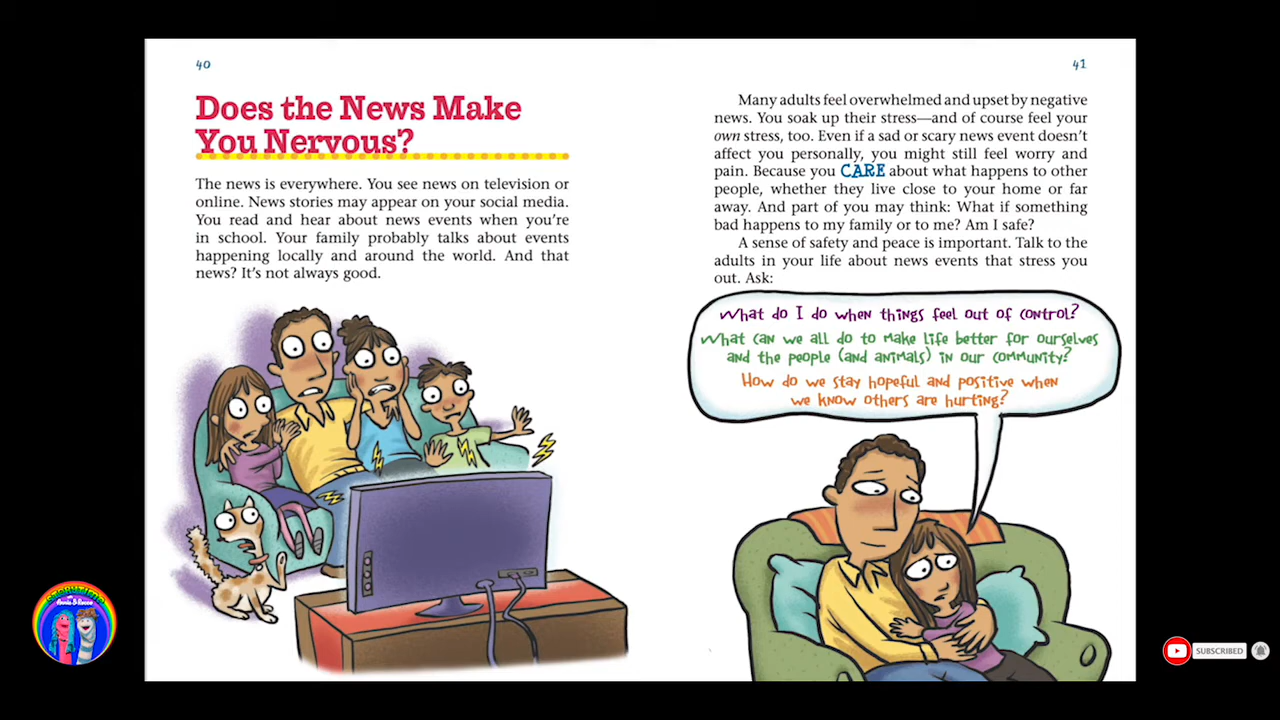 40
Does the News Make
You Nervous?
The news is everywhere. You see news on television or
online. News stories may appear on your social media.
You read and hear about news events when you're
in school. Your family probably talks about events
happening locally and around the world. And that
news? It's not always good.
41
Many adults feel overwhelmed and upset by negative
news. You soak up their stress—and of course feel your
own stress, too. Even if a sad or scary news event doesn't
affect you personally, you might still feel worry and
pain. Because you CARE about what happens to other
people, whether they live close to your home or far
away. And part of you may think: What if something
bad happens to my family or to me? Am I safe?
A sense of safety and peace is important. Talk to the
adults in your life about news events that stress you
out. Ask:
What do I do when things feel out of control?
What can we all do to make life better for ourselves
and the people (and animals) in our community?
How do we stay hopeful and positive when
we know others are hurting?
SUBSCRIBED